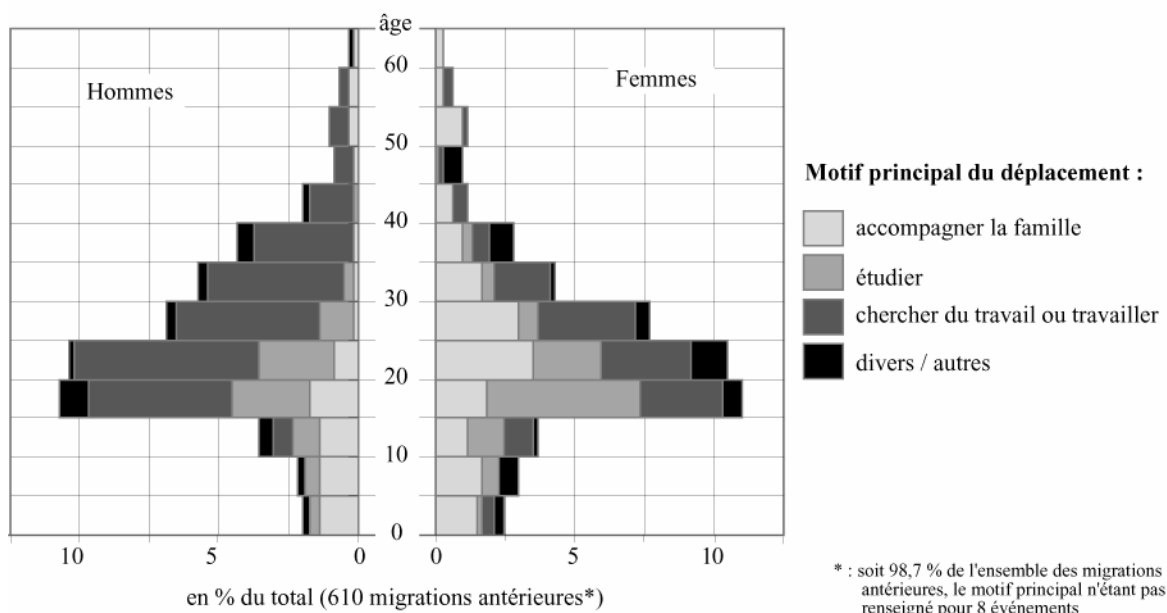 âge
Hommes
Femmes
60
50
40
30
20
10
0
10 5 0
0 5 10
en % du total (610 migrations antérieures*)
Motif principal du déplacement :
accompagner la famille
étudier
chercher du travail ou travailler
divers / autres
* : soit 98,7 % de l'ensemble des migrations
antérieures, le motif principal n'étant pas
renseigné pour 8 événements